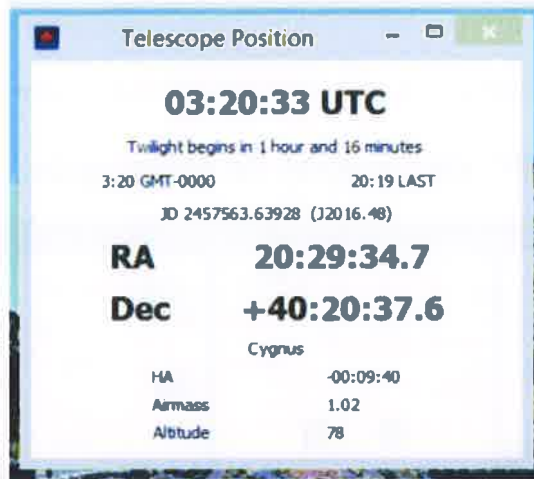 Telescope Position
03:20:33 UTC
Twilight begins in 1 hour and 16 minutes
3:20 GMT-0000 20:19 LAST
JD 2457563.63928 (J2016.48)
RA 20:29:34.7
Dec +40:20:37.6
Cygnus
HA -00:09:40
Airmass 1.02
Altitude 78